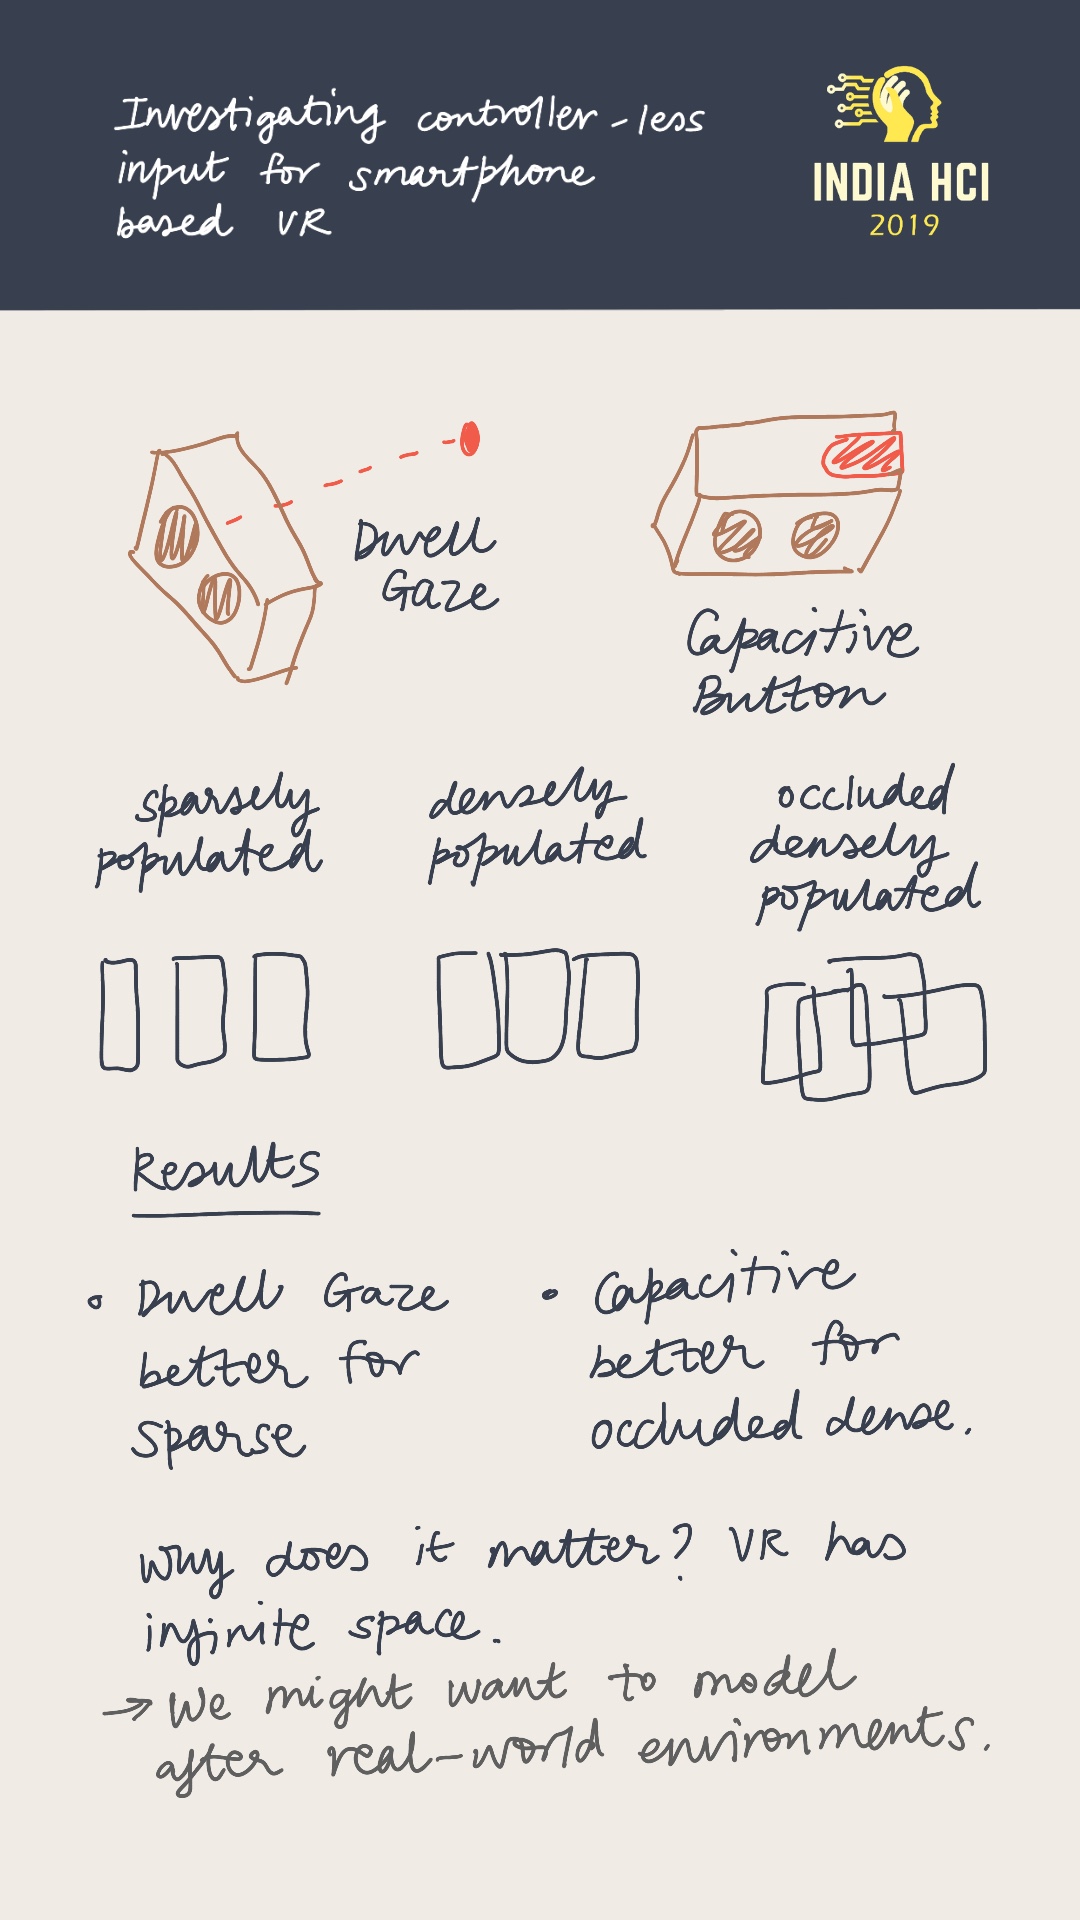 Investigating controller-less
input for smartphone
based VR
INDIA HCI
2019
Dwell
Gaze
Capacitive
Button
sparsely
populated
densely
populated
occluded
densely
populated
Results
• Dwell Gaze
better for
sparse
• Capacitive
better for
occluded dense.
why does it matter? VR has
infinite space.
→ We might want to model
after real-world environments.